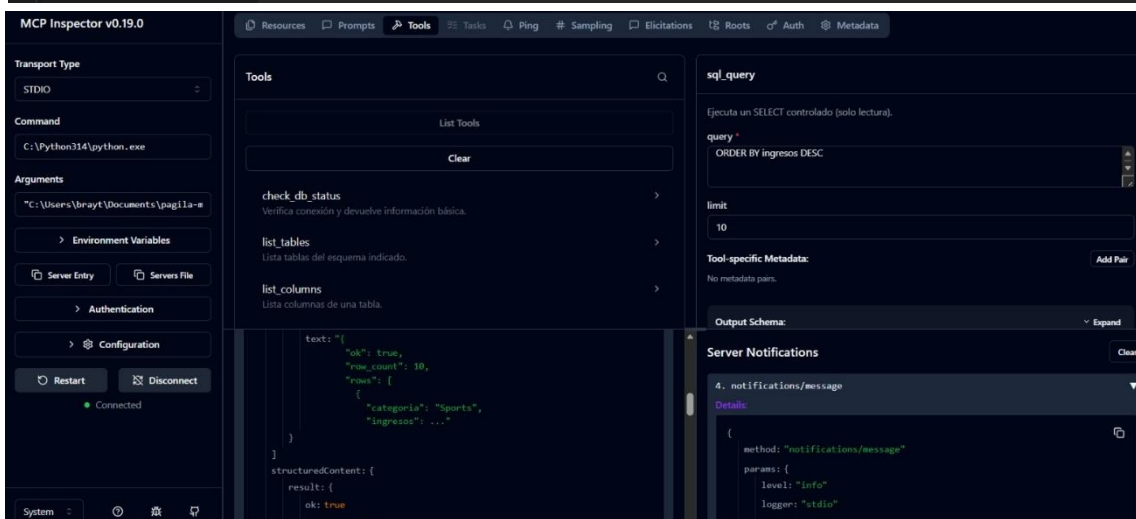 MCP Inspector v0.19.0
Resources Prompts Tools Tasks Ping Sampling Elicitations Roots Auth Metadata
Transport Type
STDIO
Command
C:\Python314\python.exe
Arguments
"C:\Users\brayt\Documents\pagila-m
Environment Variables
Server Entry Servers File
Authentication
Configuration
Restart Disconnect
Connected
System
Tools
List Tools
Clear
check_db_status
Verifica conexión y devuelve información básica.
list_tables
Lista tablas del esquema indicado.
list_columns
Lista columnas de una tabla.
text: "{
"ok": true,
"row_count": 10,
"rows": [
{
"categoria": "Sports",
"ingresos": ..."
}
]
structuredContent: {
result: {
ok: true
sql_query
Ejecuta un SELECT controlado (solo lectura).
query *
ORDER BY ingresos DESC
limit
10
Tool-specific Metadata: Add Pair
No metadata pairs.
Output Schema: Expand
Server Notifications Clear
4. notifications/message
Details:
{
method: "notifications/message"
params: {
level: "info"
logger: "stdio"